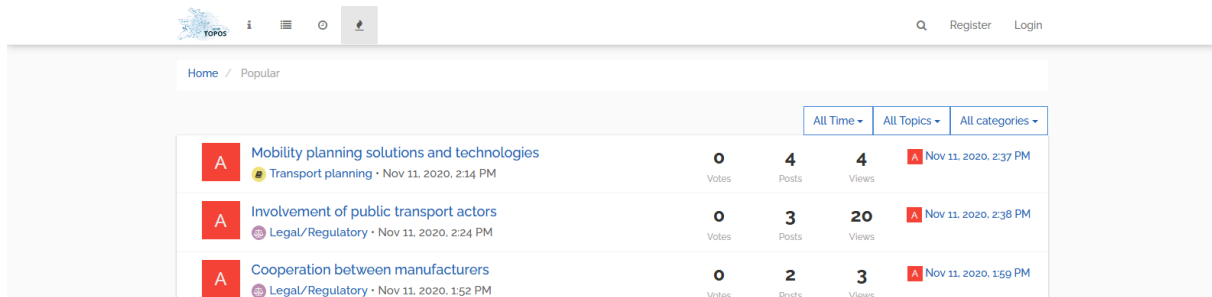 TOPOS
Register Login
Home / Popular
All Time All Topics All categories
A Mobility planning solutions and technologies 0 4 4 A Nov 11, 2020, 2:37 PM
Transport planning • Nov 11, 2020, 2:14 PM Votes Posts Views
A Involvement of public transport actors 0 3 20 A Nov 11, 2020, 2:38 PM
Legal/Regulatory • Nov 11, 2020, 2:24 PM Votes Posts Views
A Cooperation between manufacturers 0 2 3 A Nov 11, 2020, 1:59 PM
Legal/Regulatory • Nov 11, 2020, 1:52 PM Votes Posts Views